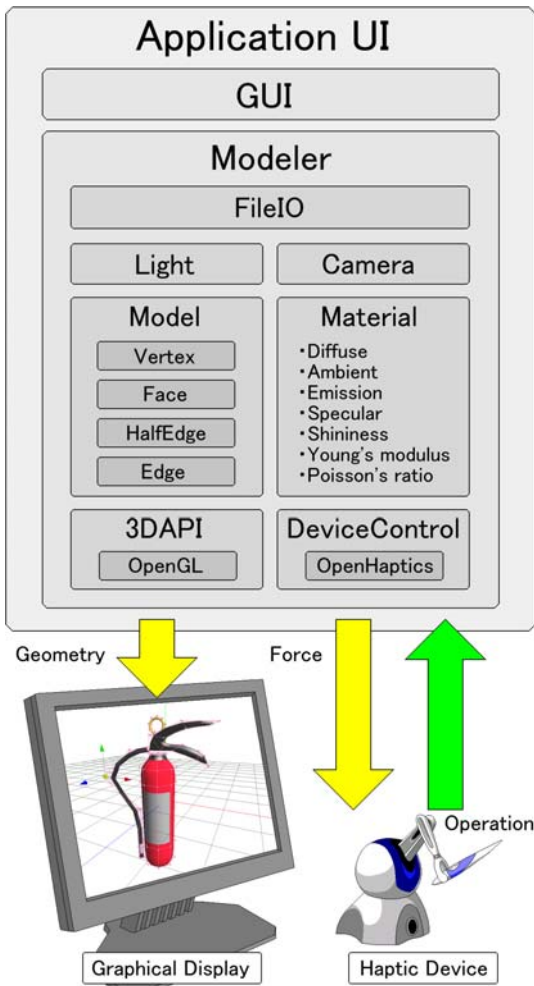 Application UI
GUI
Modeler
FileIO
Light
Camera
Model
Vertex
Face
HalfEdge
Edge
Material
・Diffuse
・Ambient
・Emission
・Specular
・Shininess
・Young's modulus
・Poisson's ratio
3DAPI
OpenGL
DeviceControl
OpenHaptics
Geometry
Force
Operation
Graphical Display
Haptic Device